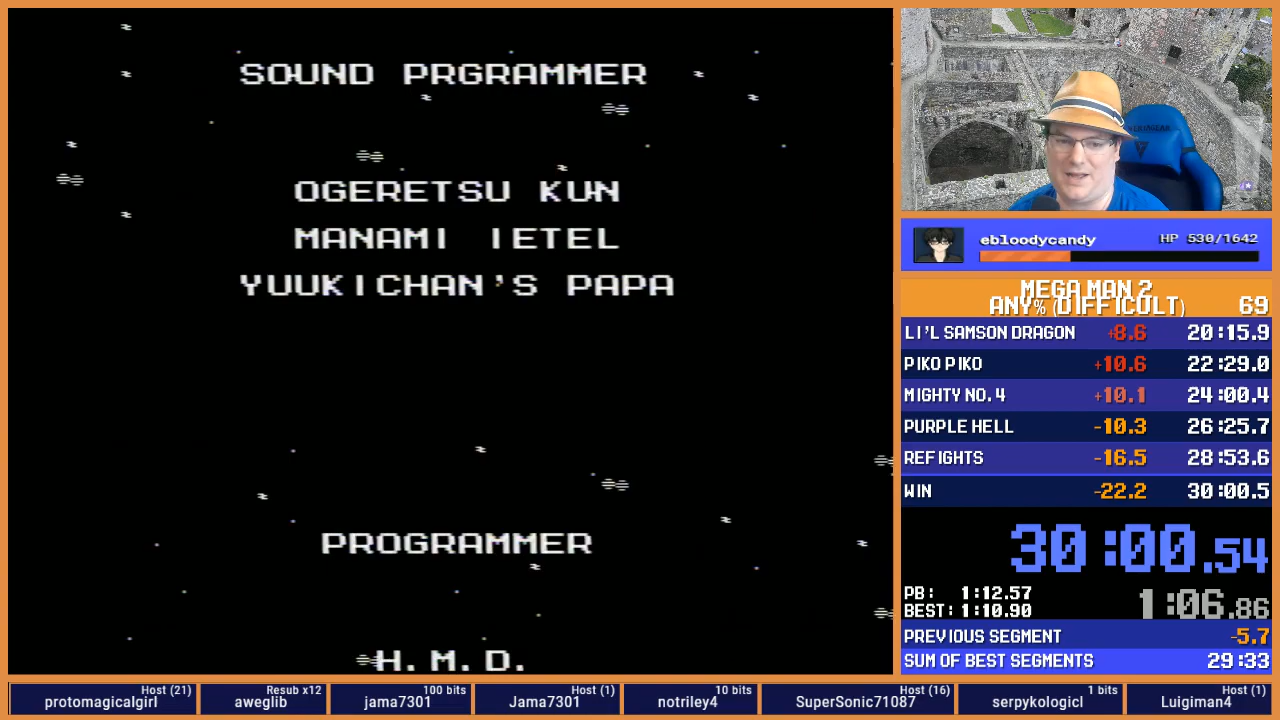 SOUND PRGRAMMER
OGERETSU KUN
MANAMI IETEL
YUUKICHAN'S PAPA
PROGRAMMER
H.M.D.
ebloodycandy HP 530/1642
MEGA MAN 2
ANY% (DIFFICULT) 69
LI'L SAMSON DRAGON +8.6 20:15.9
PIKO PIKO +10.6 22:29.0
MIGHTY NO. 4 +10.1 24:00.4
PURPLE HELL -10.3 26:25.7
REFIGHTS -16.5 28:53.6
WIN -22.2 30:00.5
30:00.54
PB: 1:12.57
BEST: 1:10.90
1:06.86
PREVIOUS SEGMENT -5.7
SUM OF BEST SEGMENTS 29:33
Host (21)
protomagicalgirl
Resub x12
aweglib
100 bits
jama7301
Host (1)
Jama7301
10 bits
notriley4
Host (16)
SuperSonic71087
1 bits
serpykologicl
Host (1)
Luigiman4